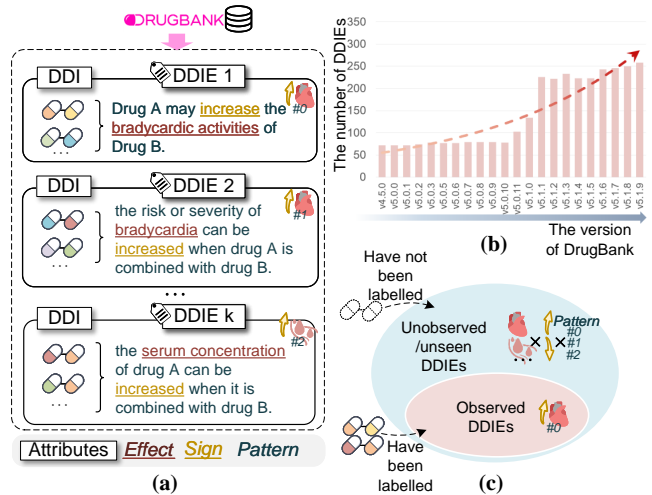 DRUGBANK
DDI
DDIE 1
#0
Drug A may increase the
bradycardic activities of
Drug B.
...
DDI
DDIE 2
#1
the risk or severity of
bradycardia can be
increased when drug A is
combined with drug B.
...
...
DDI
DDIE k
#2
the serum concentration
of drug A can be
increased when it is
combined with drug B.
...
Attributes
Effect
Sign
Pattern
(a)
The number of DDIEs
350
300
250
200
150
100
50
0
v4.5.0
v5.0.0
v5.0.1
v5.0.2
v5.0.3
v5.0.5
v5.0.6
v5.0.7
v5.0.8
v5.0.9
v5.0.10
v5.0.11
v5.1.0
v5.1.1
v5.1.2
v5.1.3
v5.1.4
v5.1.5
v5.1.6
v5.1.7
v5.1.8
v5.1.9
The version
of DrugBank
(b)
Have not
been
labelled
Unobserved
/unseen
DDIEs
Pattern
#0
#1
#2
...
Observed
DDIEs
#0
Have
been
labelled
(c)